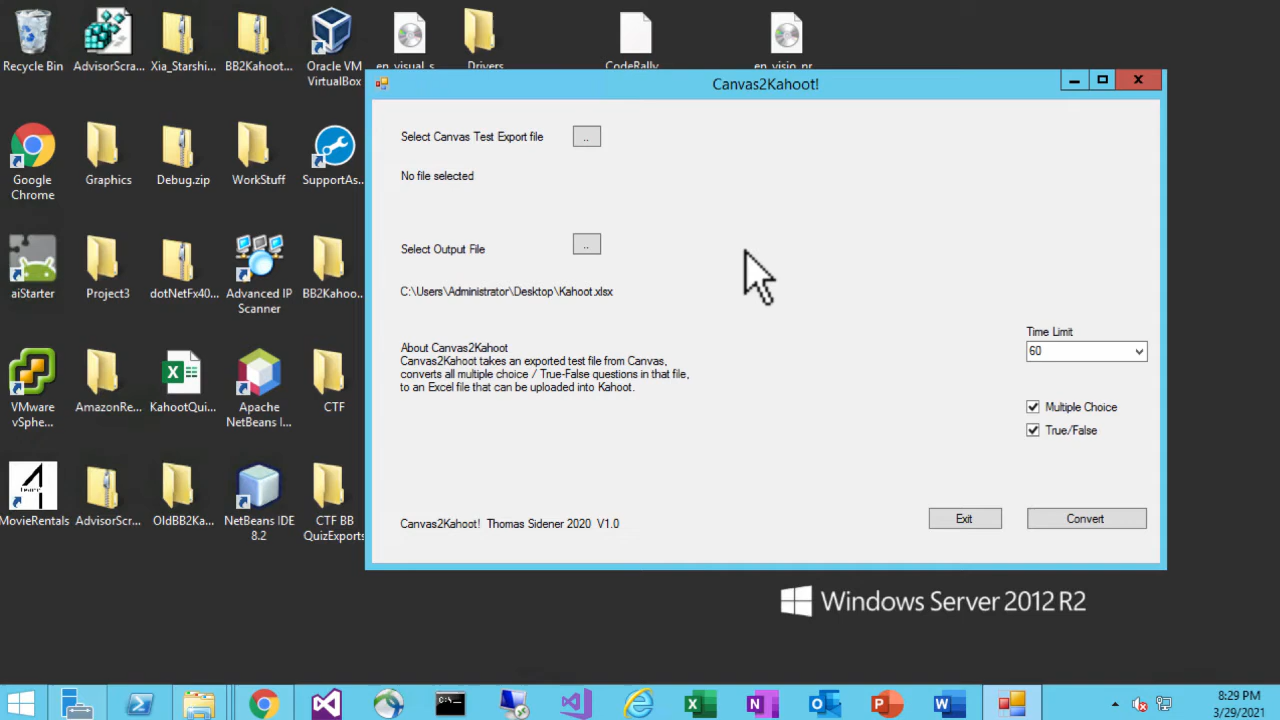 Recycle Bin
AdvisorScra...
Xia_Starshi...
BB2Kahoot...
Oracle VM
VirtualBox
en_visual_s
Drivers
CodeRally
en_visio_pr
Canvas2Kahoot!
Select Canvas Test Export file
..
No file selected
Select Output File
..
C:\Users\Administrator\Desktop\Kahoot.xlsx
About Canvas2Kahoot
Canvas2Kahoot takes an exported test file from Canvas,
converts all multiple choice / True-False questions in that file,
to an Excel file that can be uploaded into Kahoot.
Time Limit
60
Multiple Choice
True/False
Canvas2Kahoot! Thomas Sidener 2020 V1.0
Exit
Convert
Google
Chrome
Graphics
Debug.zip
WorkStuff
SupportAs...
aiStarter
Project3
dotNetFx40...
Advanced IP
Scanner
BB2Kahoo...
VMware
vSphe...
AmazonRe...
KahootQui...
Apache
NetBeans I...
CTF
MovieRentals
AdvisorScr...
OldBB2Ka...
NetBeans IDE
8.2
CTF BB
QuizExports
Windows Server 2012 R2
8:29 PM
3/29/2021